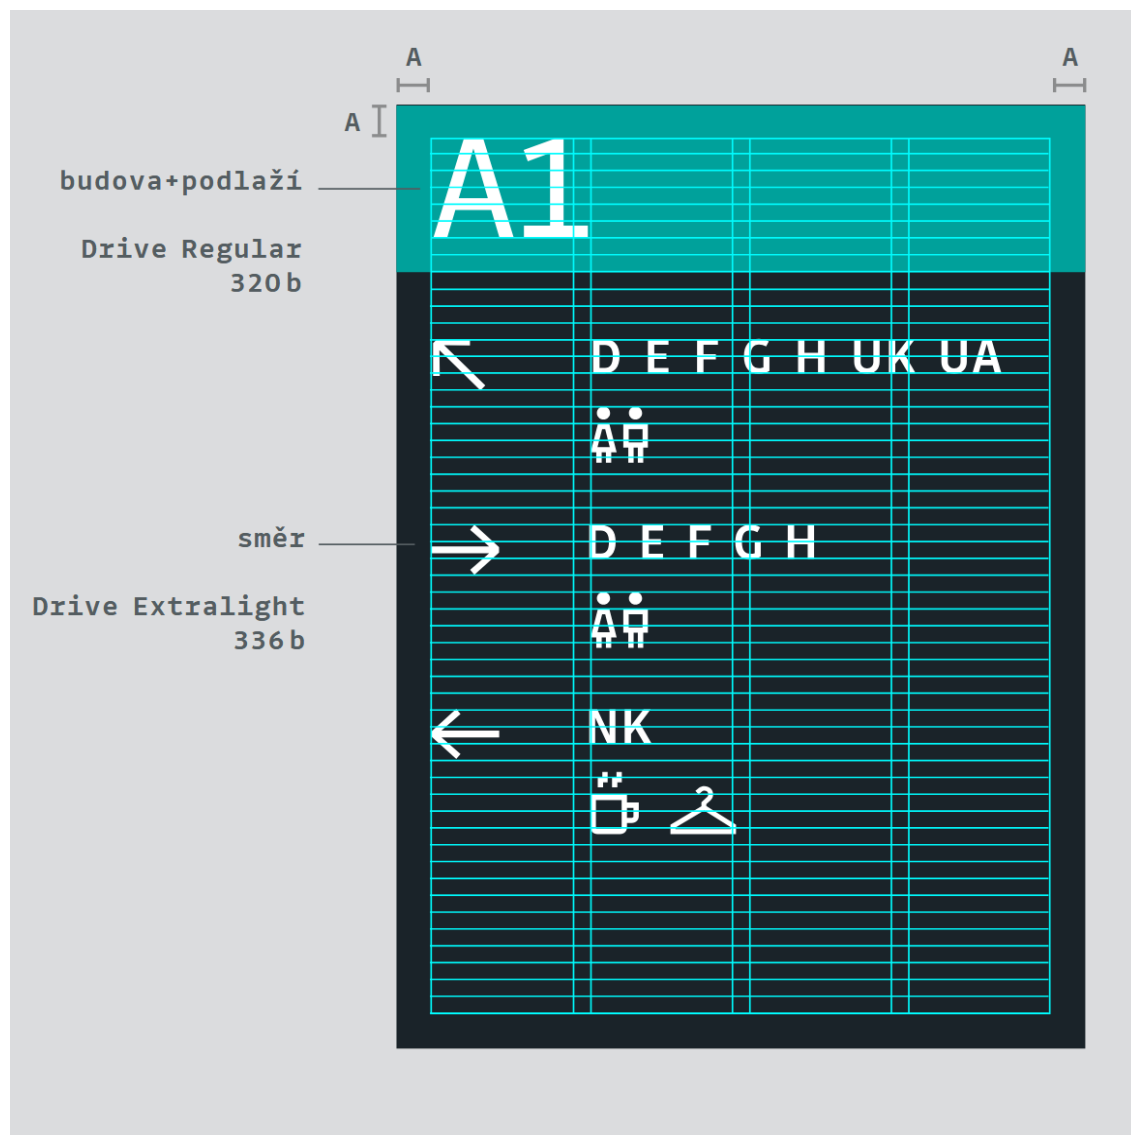 A A
A
A1
budova+podlaží
Drive Regular
320 b
D E F G H UK UA
směr
D E F G H
Drive Extralight
336 b
NK